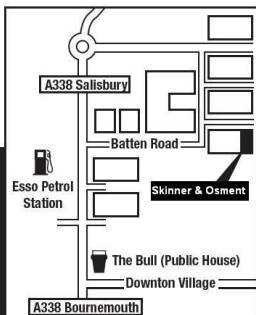 A338 Salisbury
Batten Road
Skinner & Osment
Esso Petrol
Station
The Bull (Public House)
Downton Village
A338 Bournemouth